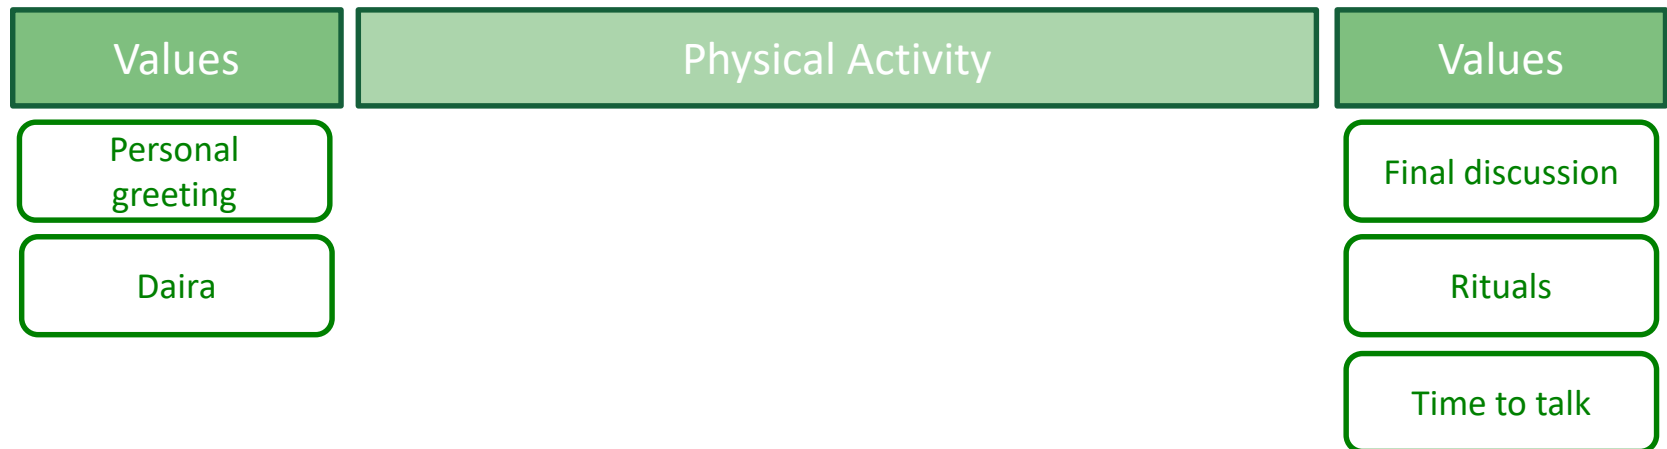 Values
Physical Activity
Values
Personal
greeting
Daira
Final discussion
Rituals
Time to talk